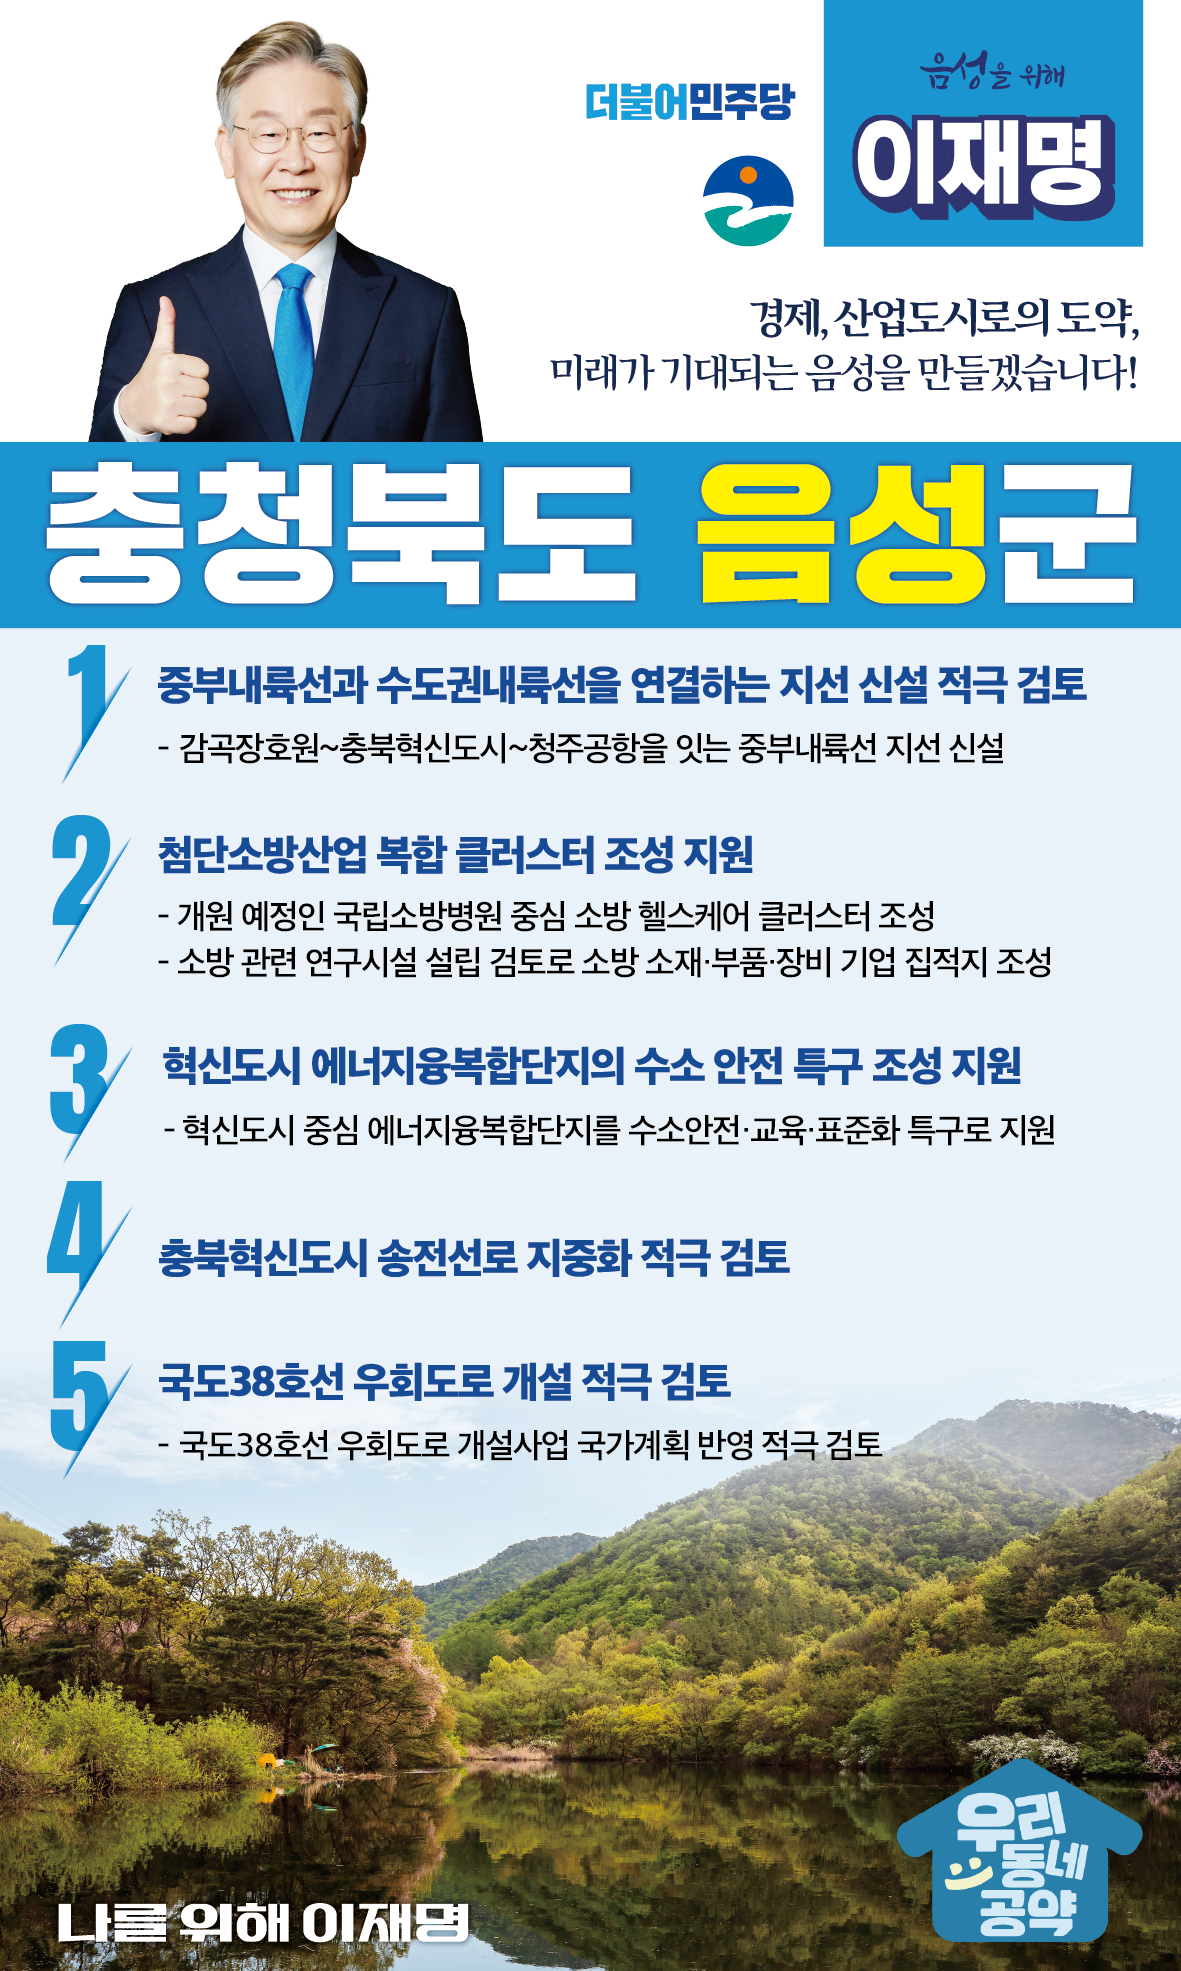 더불어민주당
음성을 위해
이재명
경제, 산업도시로의 도약,
미래가 기대되는 음성을 만들겠습니다!
충청북도 음성군
1
중부내륙선과 수도권내륙선을 연결하는 지선 신설 적극 검토
- 감곡장호원~충북혁신도시~청주공항을 잇는 중부내륙선 지선 신설
2
첨단소방산업 복합 클러스터 조성 지원
- 개원 예정인 국립소방병원 중심 소방 헬스케어 클러스터 조성
- 소방 관련 연구시설 설립 검토로 소방 소재·부품·장비 기업 집적지 조성
3
혁신도시 에너지융복합단지의 수소 안전 특구 조성 지원
- 혁신도시 중심 에너지융복합단지를 수소안전·교육·표준화 특구로 지원
4
충북혁신도시 송전선로 지중화 적극 검토
5
국도38호선 우회도로 개설 적극 검토
- 국도38호선 우회도로 개설사업 국가계획 반영 적극 검토
우리
동네
공약
나를 위해 이재명